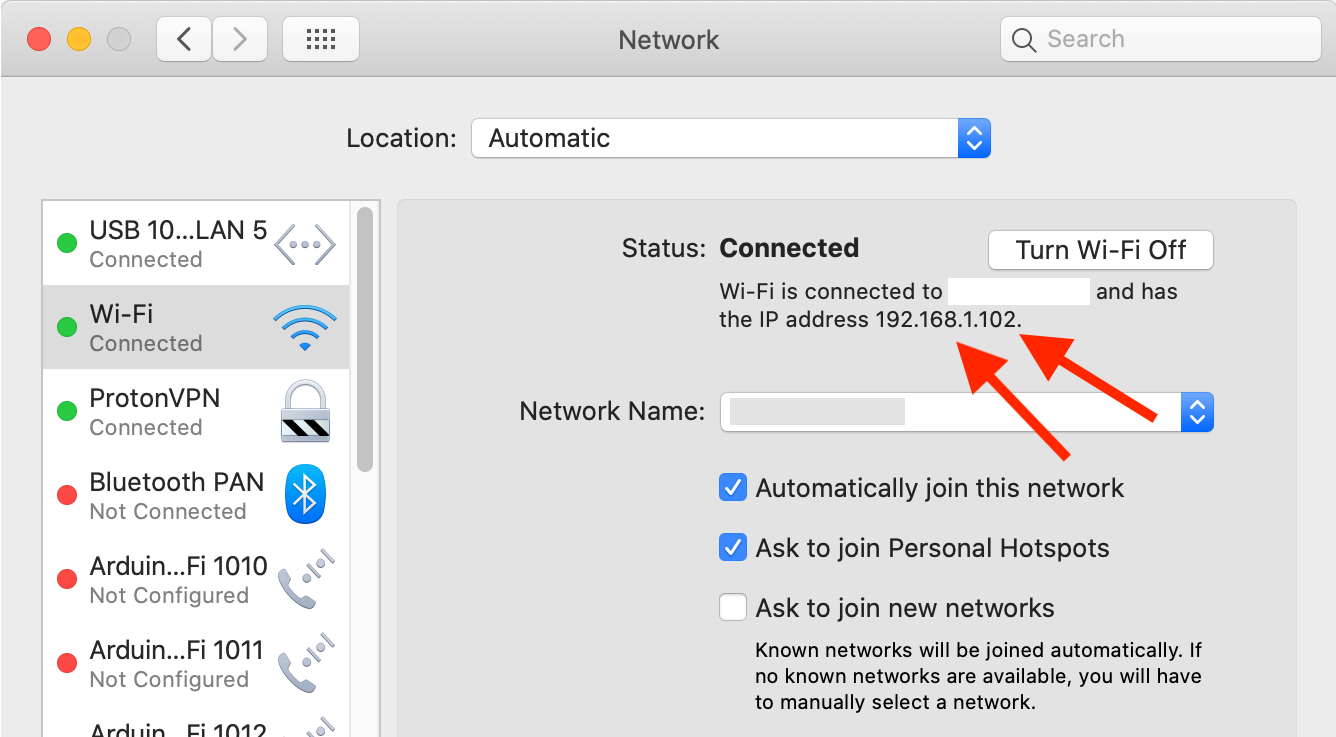 Network
Search
Location:
Automatic
USB 10...LAN 5
Connected
Wi-Fi
Connected
ProtonVPN
Connected
Bluetooth PAN
Not Connected
Arduin...Fi 1010
Not Configured
Arduin...Fi 1011
Not Configured
Arduin...Fi 1012
Status: Connected
Turn Wi-Fi Off
Wi-Fi is connected to and has
the IP address 192.168.1.102.
Network Name:
Automatically join this network
Ask to join Personal Hotspots
Ask to join new networks
Known networks will be joined automatically. If
no known networks are available, you will have
to manually select a network.